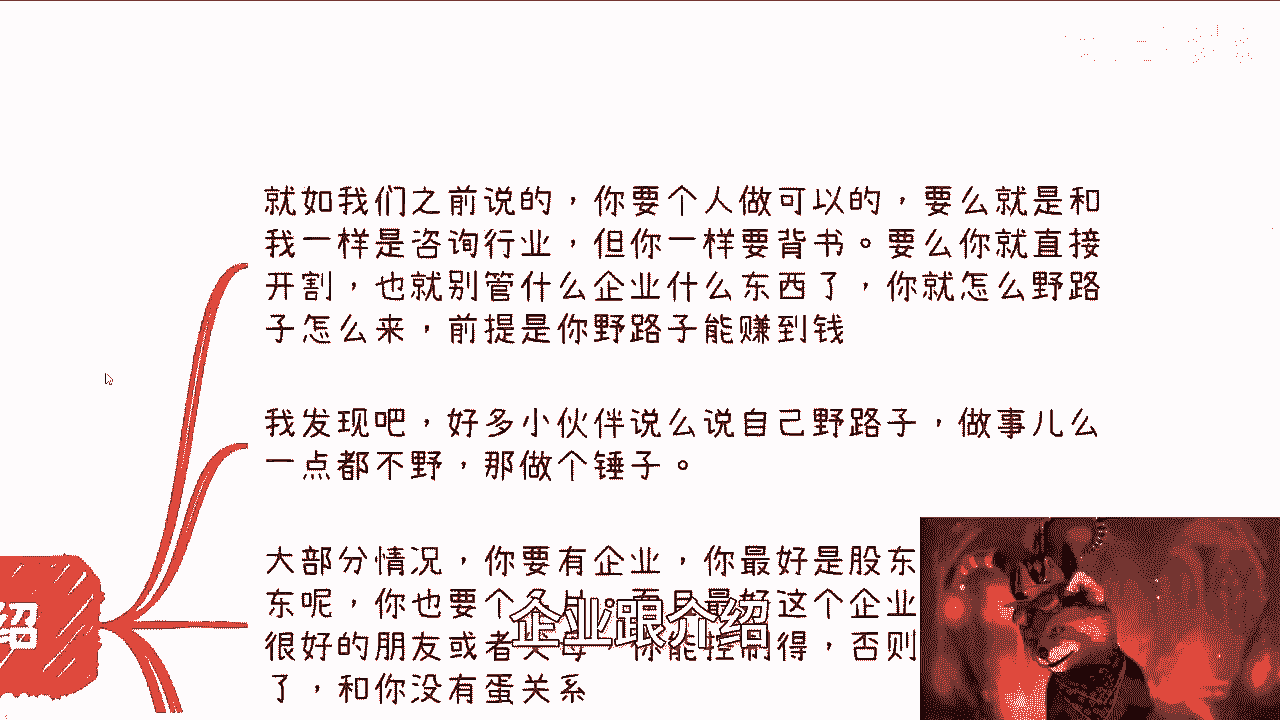 就如我们之前说的，你要个人做可以的，要么就是和
我一样是咨询行业，但你一样要背书。要么你就直接
开割，也就别管什么企业什么东西了，你就怎么野路
子怎么来，前提是你野路子能赚到钱
我发现吧，好多小伙伴说么说自己野路子，做事儿么
一点都不野，那做个锤子。
大部分情况，你要有企业，你最好是股东
东呢，你也要个 最好这个企业
很好的朋友或者父母 你能控制得，否则
了，和你没有蛋关系
绍
企业跟介绍